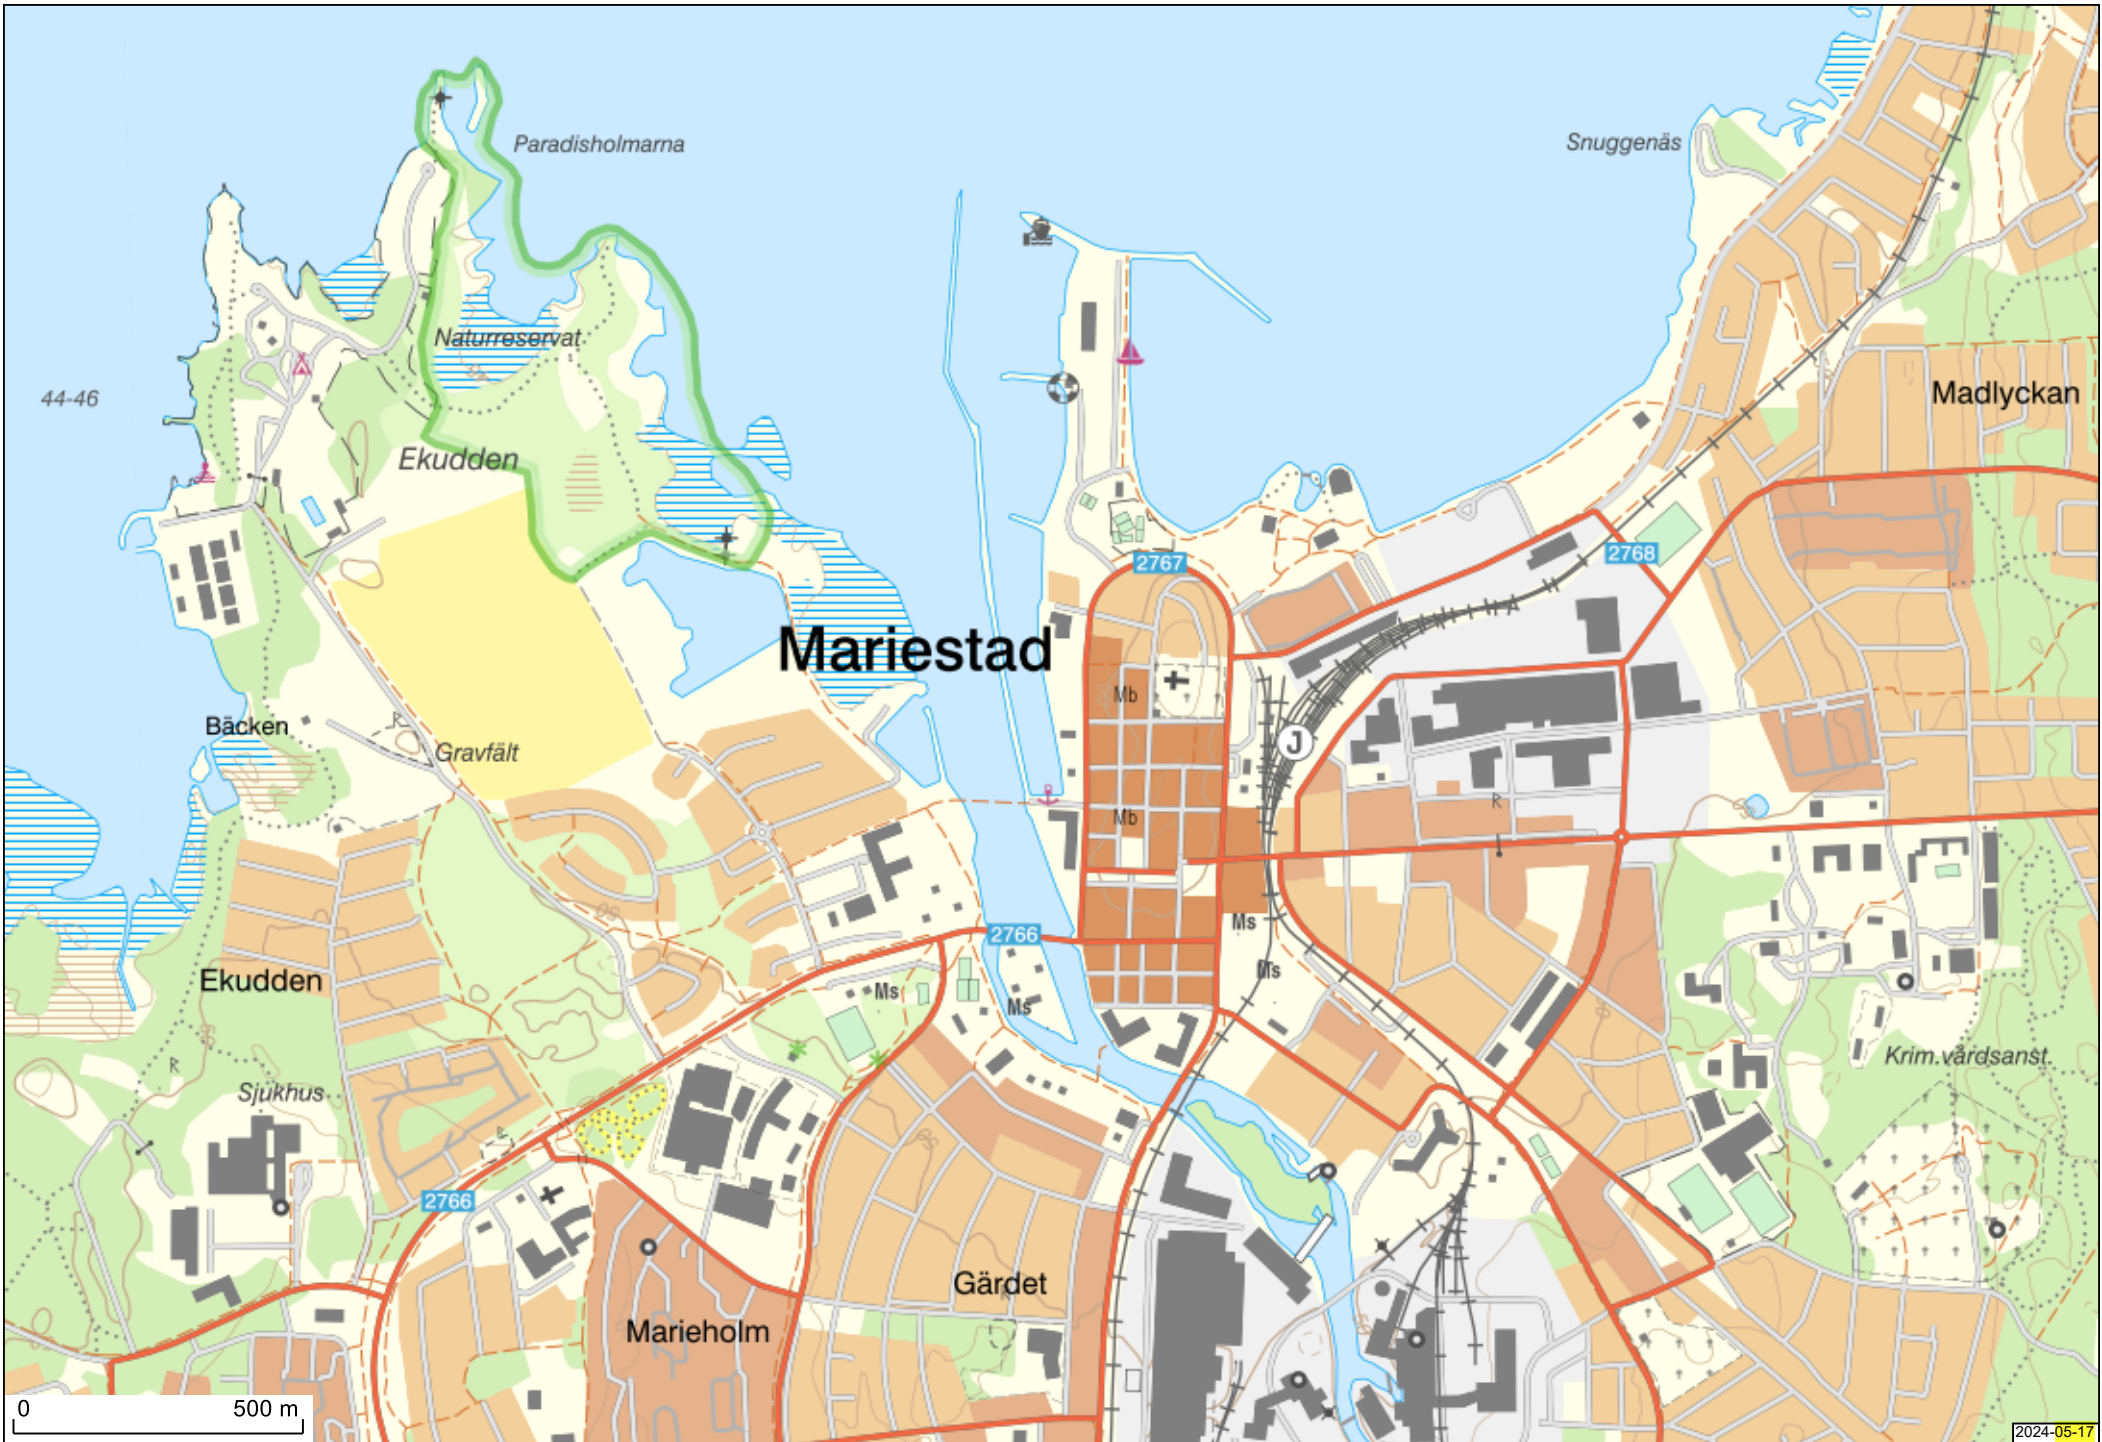 Paradisholmarna
Snuggenäs
Naturreservat
44-46
Madlyckan
Ekudden
2767
2768
Mariestad
Mb
Bäcken
R
Gravfält
J
R
Mb
Ms
2766
Ekudden
Ms
Ms
Ms
R
Sjukhus
Krim.vårdsanst.
2766
Gärdet
Marieholm
0 500 m
2024-05-17